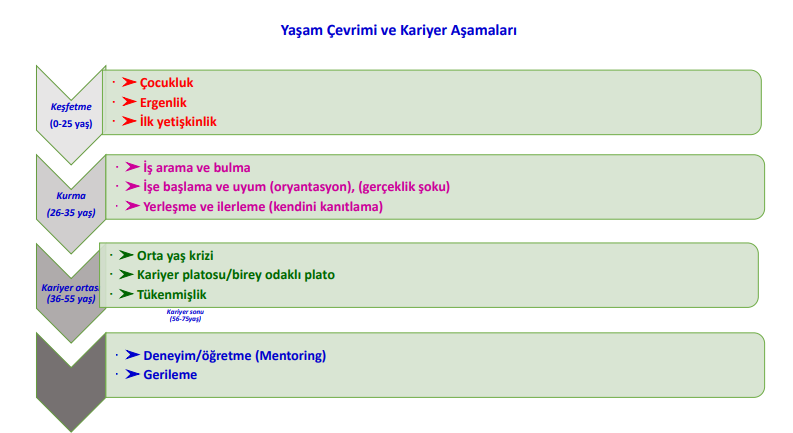 Yaşam Çevrimi ve Kariyer Aşamaları
Keşfetme
(0-25 yaş)
· ➢ Çocukluk
· ➢ Ergenlik
· ➢ İlk yetişkinlik
Kurma
(26-35 yaş)
· ➢ İş arama ve bulma
· ➢ İşe başlama ve uyum (oryantasyon), (gerçeklik şoku)
· ➢ Yerleşme ve ilerleme (kendini kanıtlama)
Kariyer ortas
(36-55 yaş)
· ➢ Orta yaş krizi
· ➢ Kariyer platosu/birey odaklı plato
· ➢ Tükenmişlik
Kariyer sonu
(56-75yaş)
· ➢ Deneyim/öğretme (Mentoring)
· ➢ Gerileme